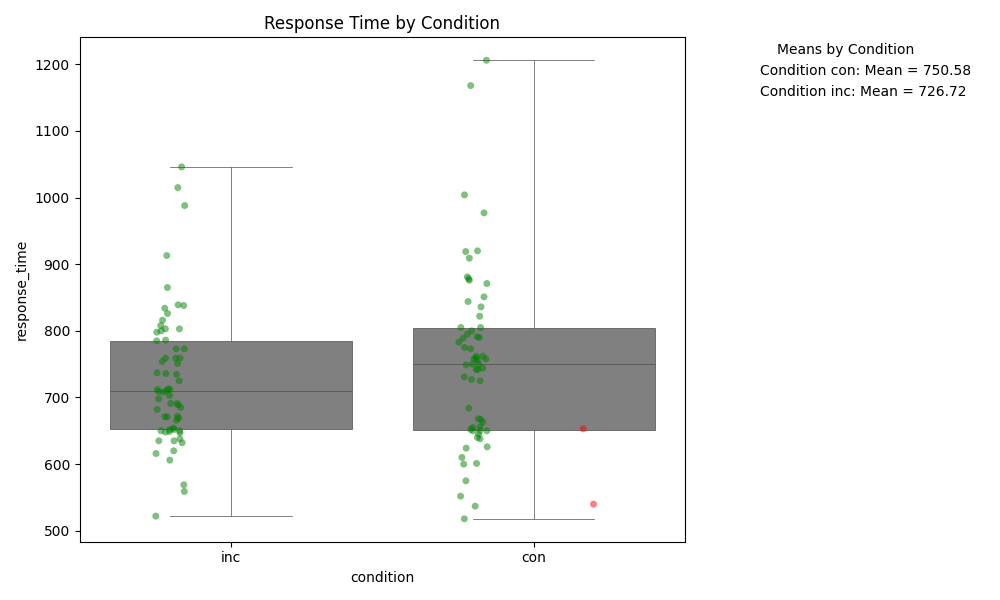 Response Time by Condition
Means by Condition
Condition con: Mean = 750.58
Condition inc: Mean = 726.72
response_time
1200
1100
1000
900
800
700
600
500
inc
con
condition